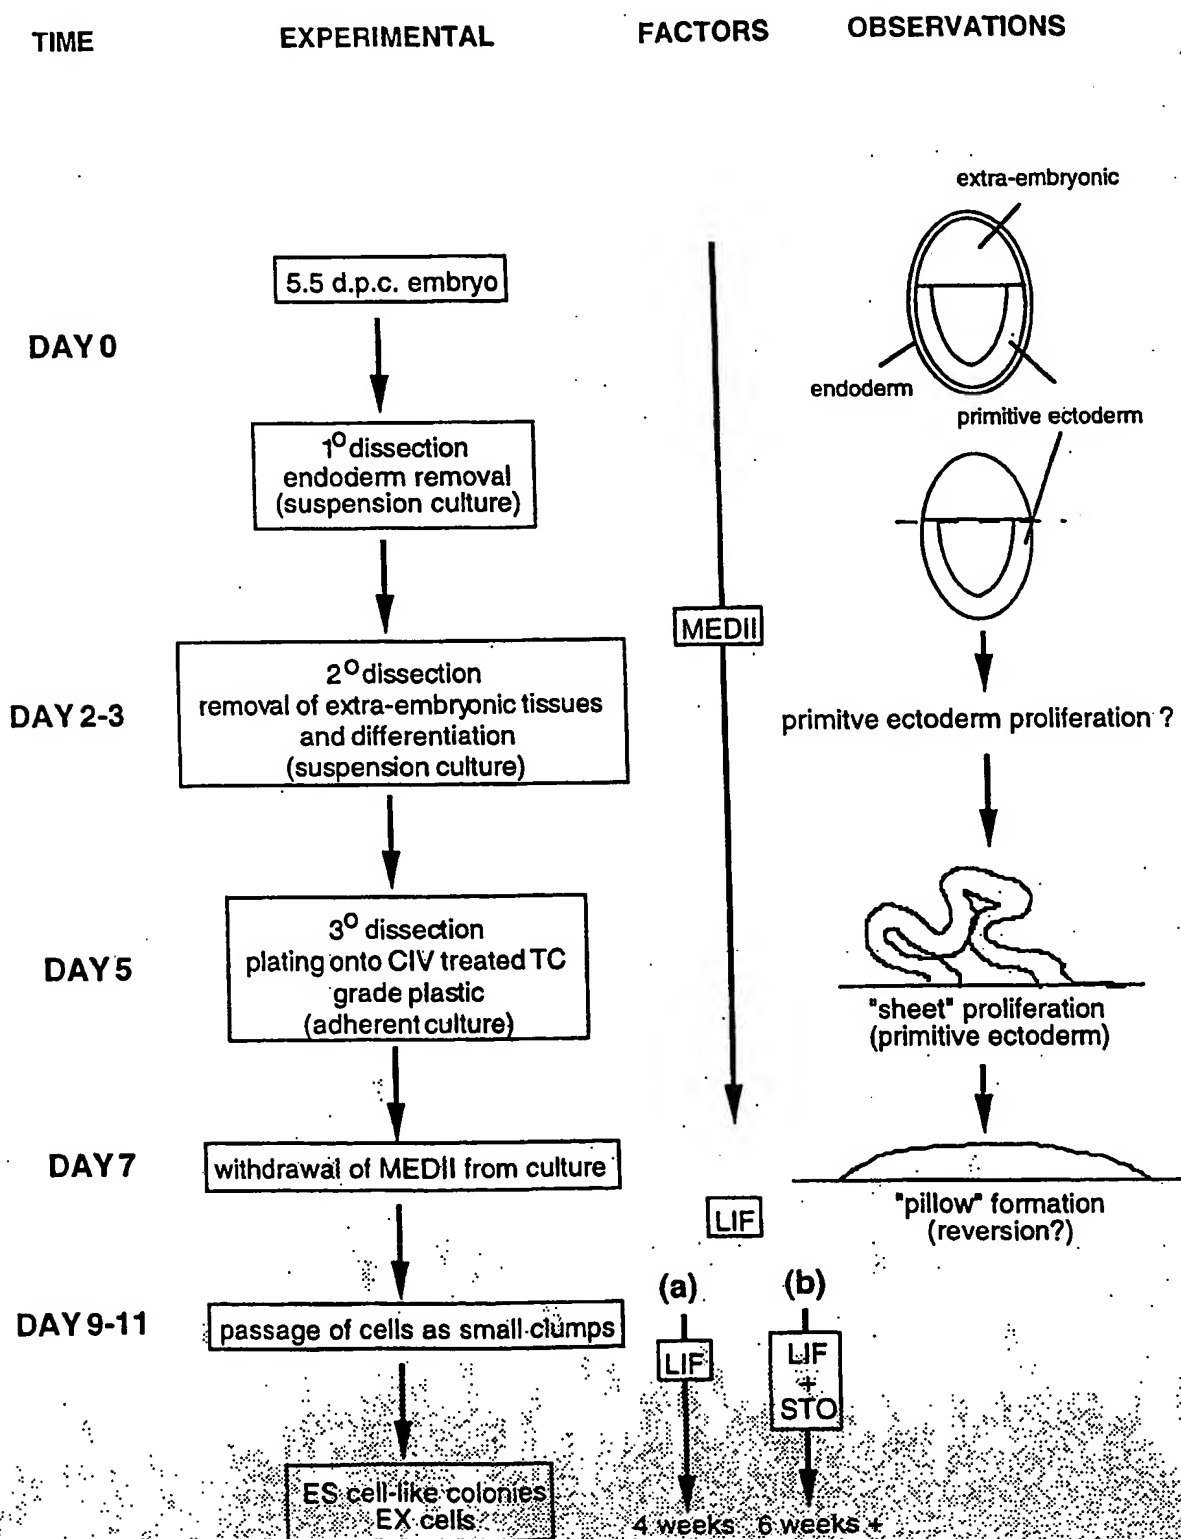 TIME EXPERIMENTAL FACTORS OBSERVATIONS
extra-embryonic
5.5 d.p.c. embryo
DAY 0
endoderm
primitive ectoderm
1° dissection
endoderm removal
(suspension culture)
MEDII
DAY 2-3
2° dissection
removal of extra-embryonic tissues
and differentiation
(suspension culture)
primitve ectoderm proliferation ?
DAY 5
3° dissection
plating onto CIV treated TC
grade plastic
(adherent culture)
"sheet" proliferation
(primitive ectoderm)
DAY 7
withdrawal of MEDII from culture
LIF
"pillow" formation
(reversion?)
DAY 9-11
passage of cells as small clumps
(a) (b)
LIF
LIF
+
STO
ES cell-like colonies
EX cells
4 weeks 6 weeks +